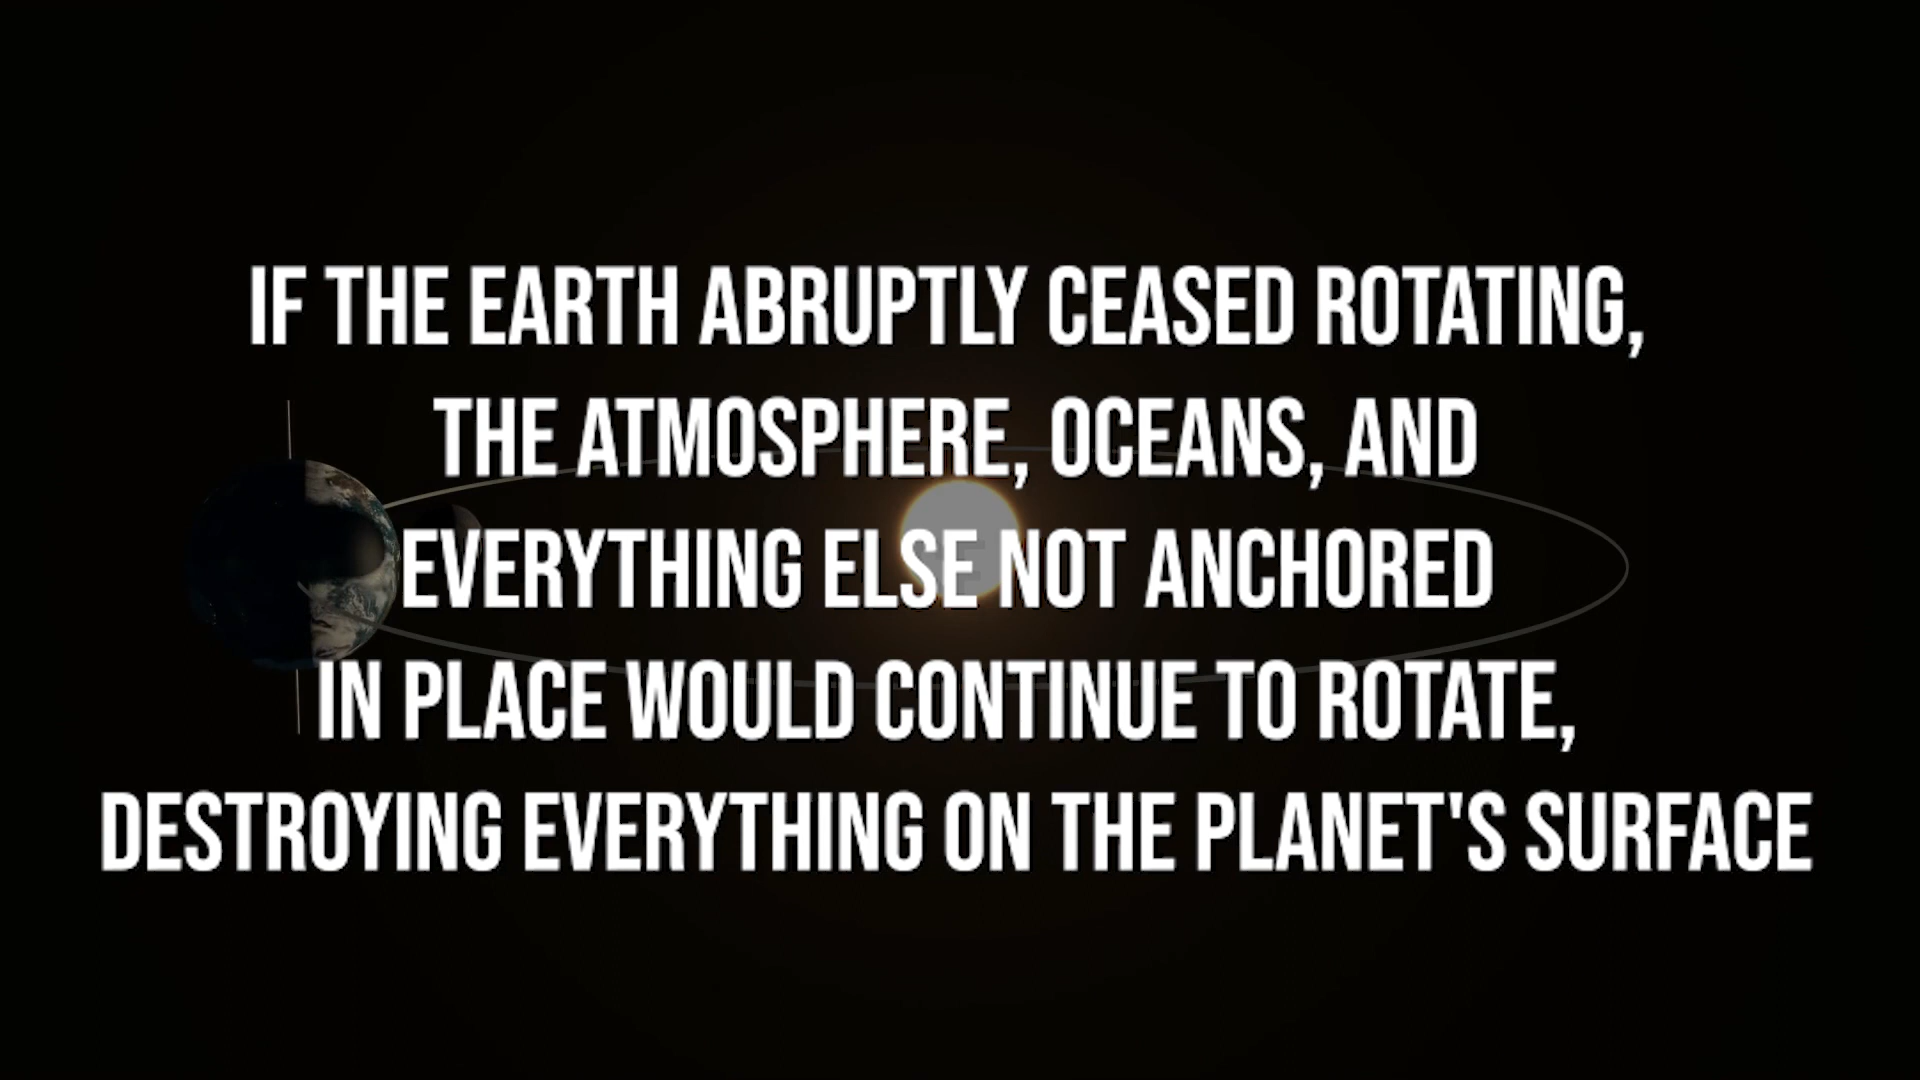 IF THE EARTH ABRUPTLY CEASED ROTATING,
THE ATMOSPHERE, OCEANS, AND
EVERYTHING ELSE NOT ANCHORED
IN PLACE WOULD CONTINUE TO ROTATE,
DESTROYING EVERYTHING ON THE PLANET'S SURFACE